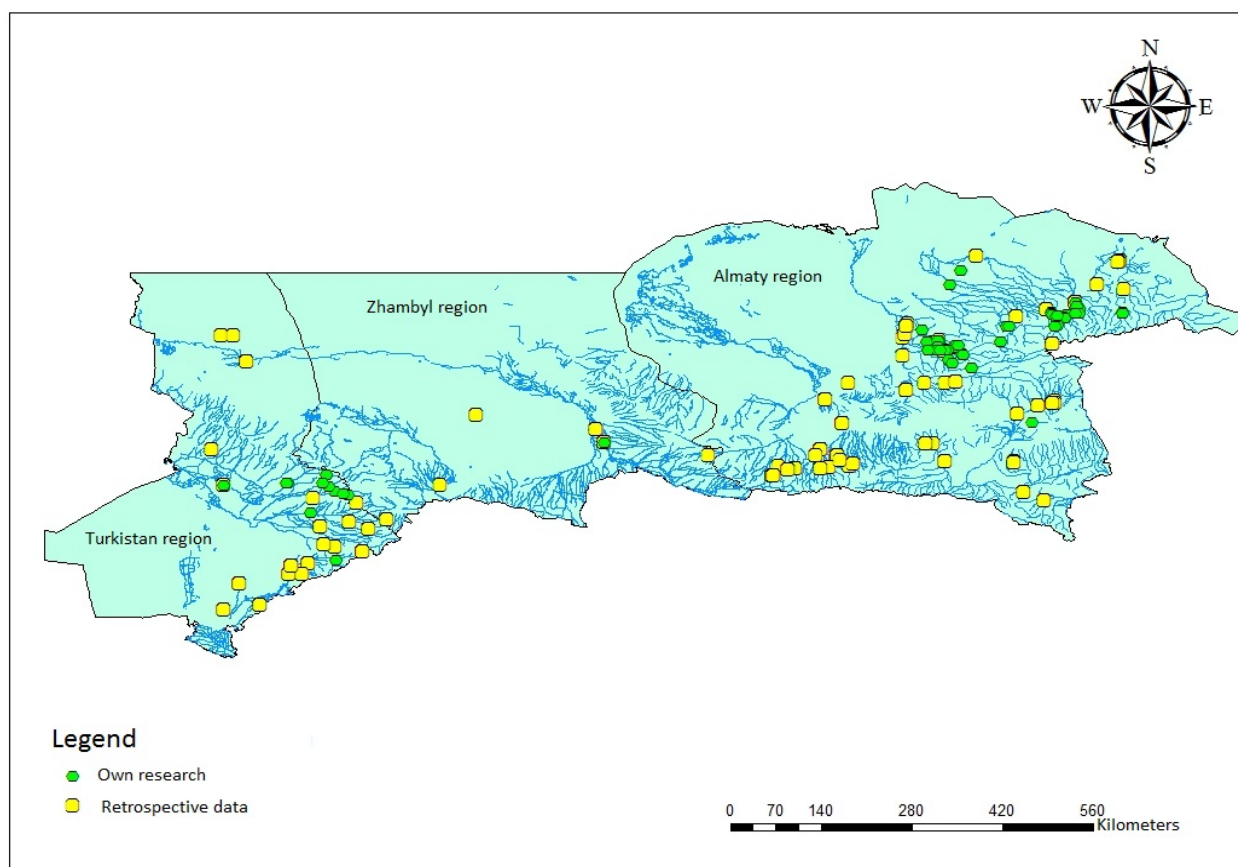 N
W E
S
Almaty region
Zhambyl region
Turkistan region
Legend
Own research
Retrospective data
0 70 140 280 420 560
Kilometers